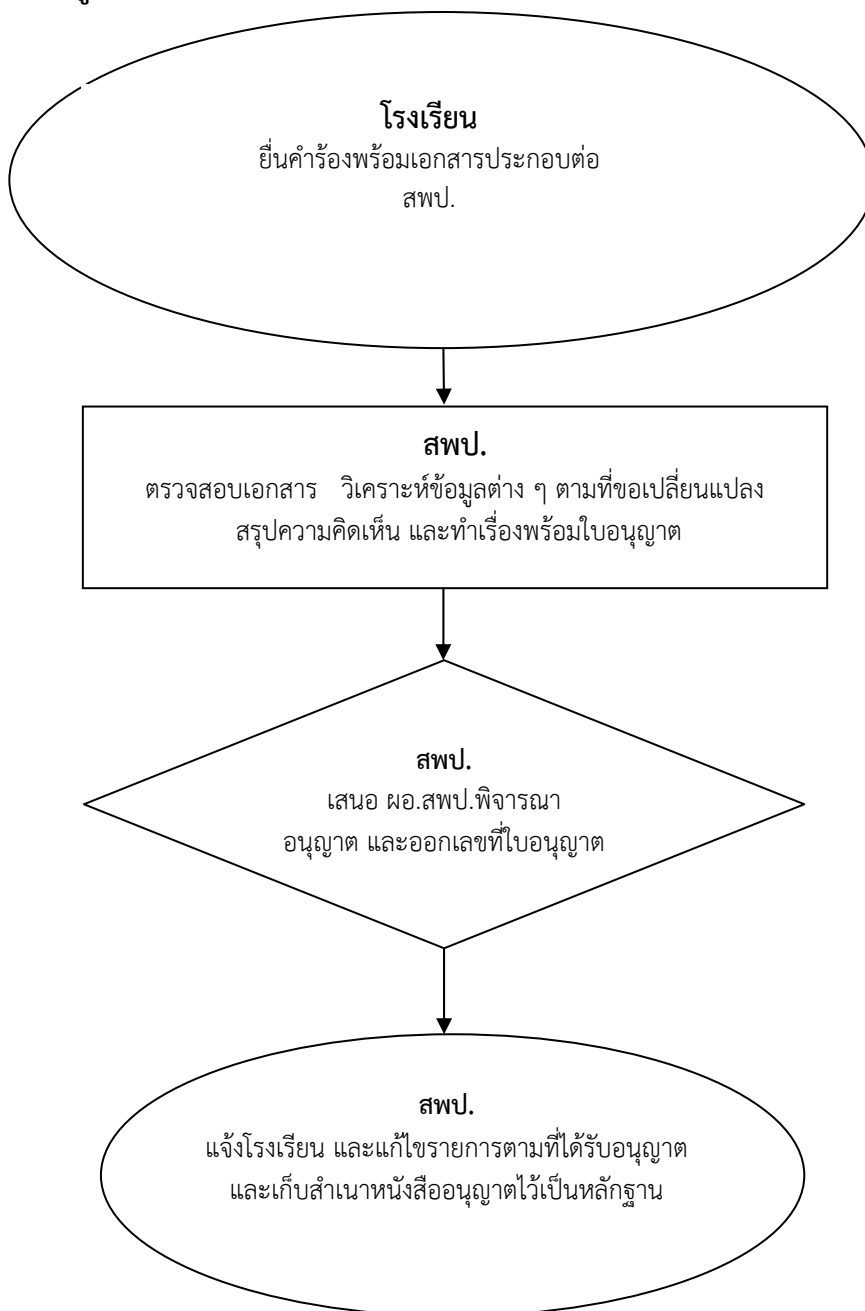 โรงเรียน
ยื่นคำร้องพร้อมเอกสารประกอบต่อ
สพป.
สพป.
ตรวจสอบเอกสาร วิเคราะห์ข้อมูลต่าง ๆ ตามที่ขอเปลี่ยนแปลง
สรุปความคิดเห็น และทำเรื่องพร้อมใบอนุญาต
สพป.
เสนอ ผอ.สพป.พิจารณา
อนุญาต และออกเลขที่ใบอนุญาต
สพป.
แจ้งโรงเรียน และแก้ไขรายการตามที่ได้รับอนุญาต
และเก็บสำเนาหนังสืออนุญาตไว้เป็นหลักฐาน